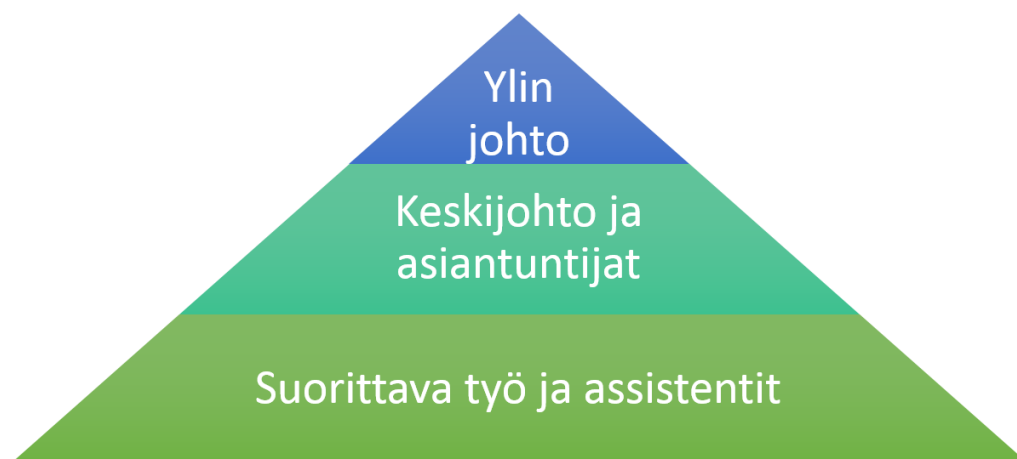 Ylin
johto
Keskijohto ja
asiantuntijat
Suorittava työ ja assistentit